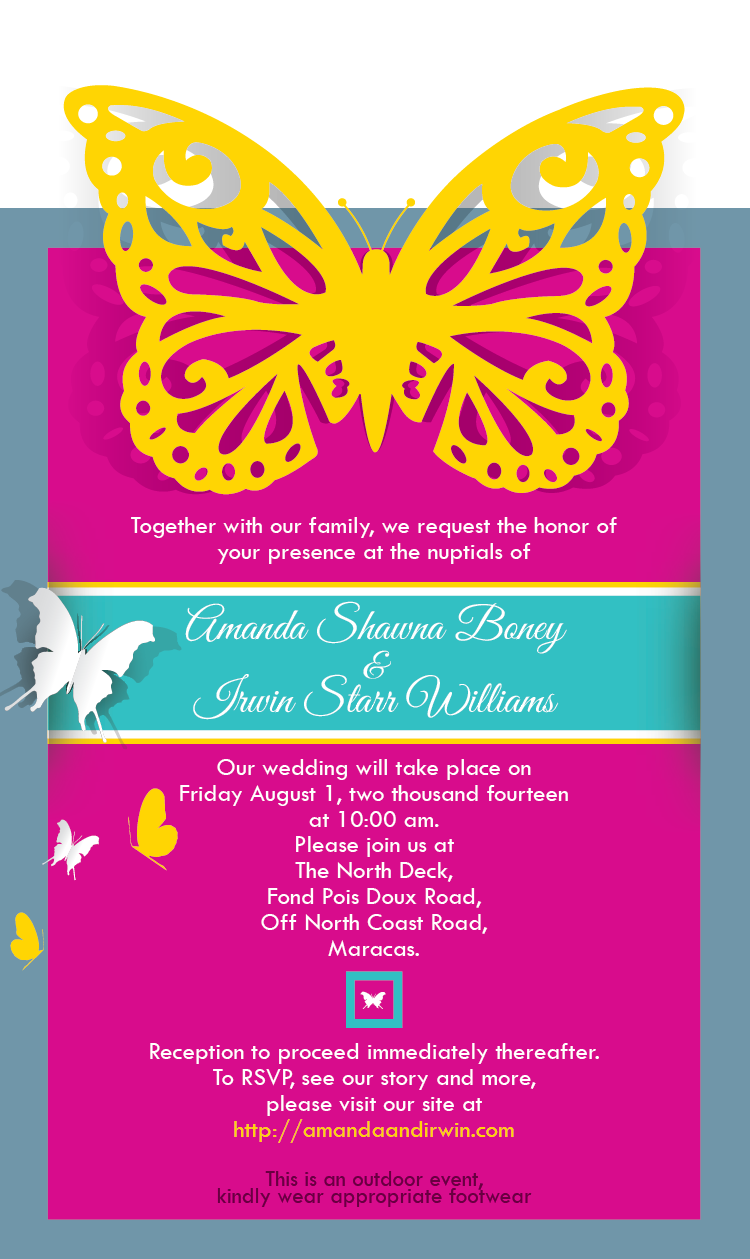 Together with our family, we request the honor of
your presence at the nuptials of
Amanda Shawna Boney
&
Irwin Starr Williams
Our wedding will take place on
Friday August 1, two thousand fourteen
at 10:00 am.
Please join us at
The North Deck,
Fond Pois Doux Road,
Off North Coast Road,
Maracas.
Reception to proceed immediately thereafter.
To RSVP, see our story and more,
please visit our site at
http://amandaandirwin.com
This is an outdoor event,
kindly wear appropriate footwear